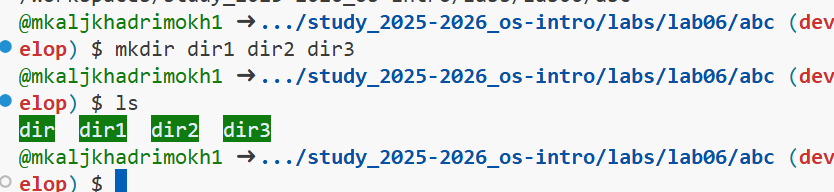 @mkaljkhadrimokh1 ➜.../study_2025-2026_os-intro/labs/lab06/abc (dev
elop) $ mkdir dir1 dir2 dir3
@mkaljkhadrimokh1 ➜.../study_2025-2026_os-intro/labs/lab06/abc (dev
elop) $ ls
dir dir1 dir2 dir3
@mkaljkhadrimokh1 ➜.../study_2025-2026_os-intro/labs/lab06/abc (dev
elop) $